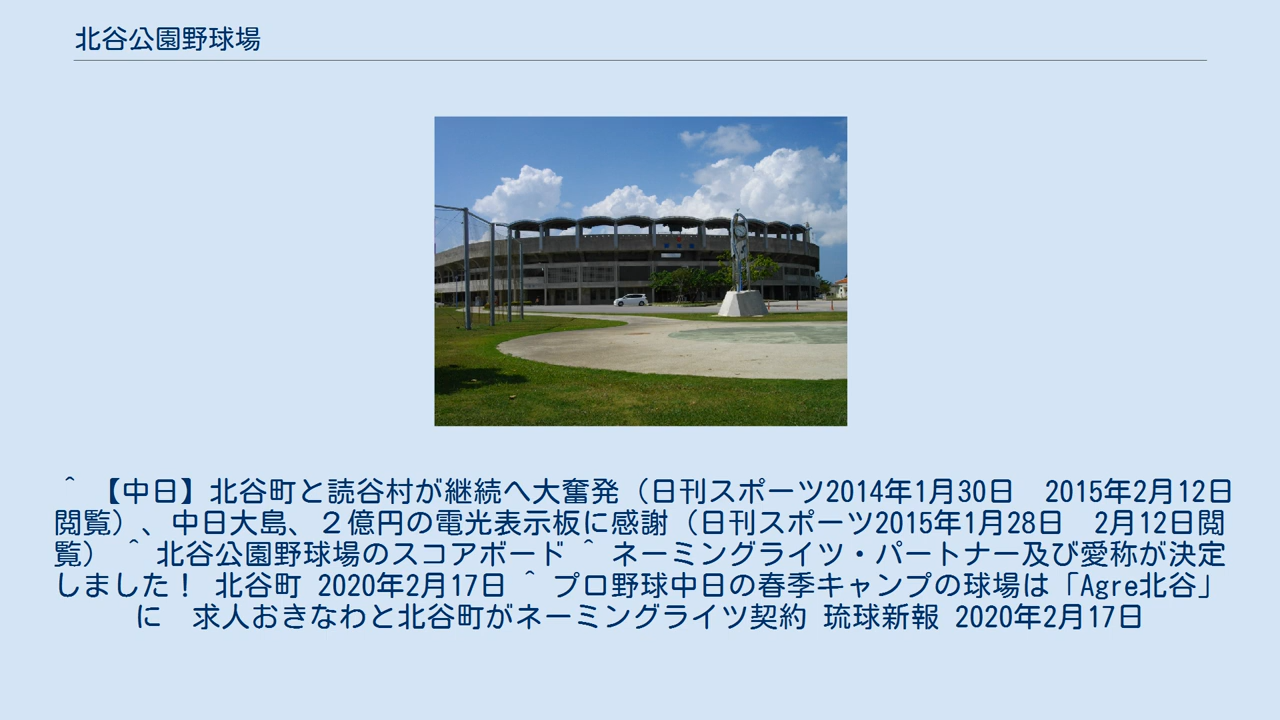 北谷公園野球場
^ 【中日】北谷町と読谷村が継続へ大奮発（日刊スポーツ2014年1月30日　2015年2月12日
閲覧）、中日大島、２億円の電光表示板に感謝（日刊スポーツ2015年1月28日　2月12日閲
覧） ^ 北谷公園野球場のスコアボード ^ ネーミングライツ・パートナー及び愛称が決定
しました！ 北谷町 2020年2月17日 ^ プロ野球中日の春季キャンプの球場は「Agre北谷」
に　求人おきなわと北谷町がネーミングライツ契約 琉球新報 2020年2月17日